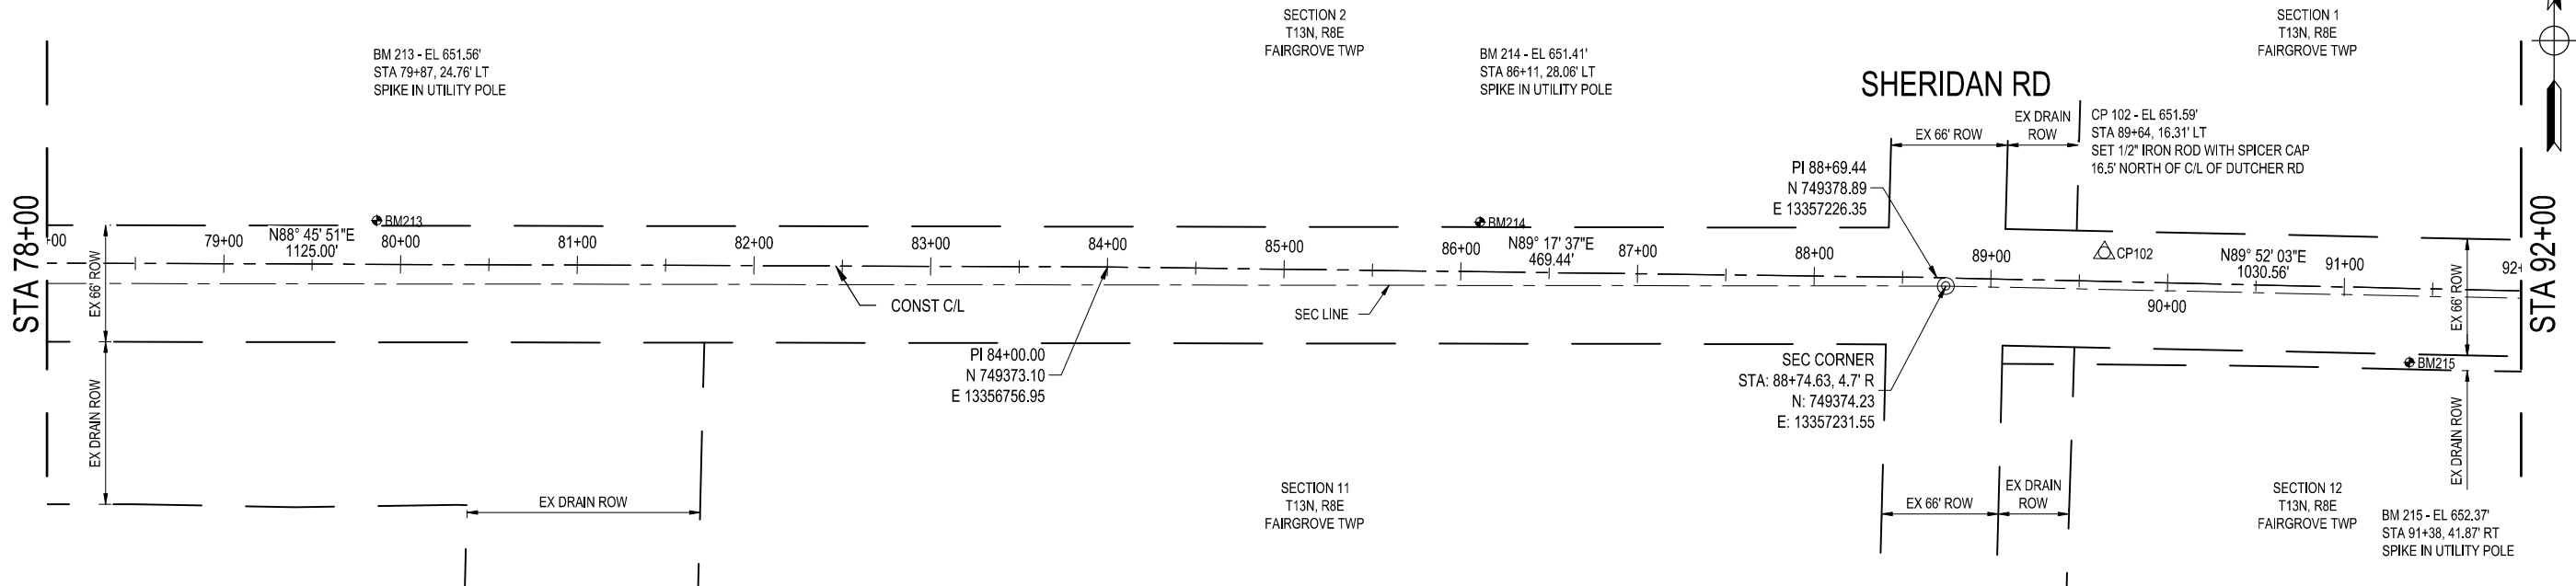 SECTION 2
T13N, R8E
FAIRGROVE TWP
SECTION 1
T13N, R8E
FAIRGROVE TWP
BM 213 - EL 651.56'
STA 79+87, 24.76' LT
SPIKE IN UTILITY POLE
BM 214 - EL 651.41'
STA 86+11, 28.06' LT
SPIKE IN UTILITY POLE
SHERIDAN RD
EX 66' ROW
EX DRAIN
ROW
CP 102 - EL 651.59'
STA 89+64, 16.31' LT
SET 1/2" IRON ROD WITH SPICER CAP
16.5' NORTH OF C/L OF DUTCHER RD
PI 88+69.44
N 749378.89
E 13357226.35
STA 78+00
+00
79+00
N88° 45' 51"E
1125.00'
BM213
80+00
81+00
82+00
83+00
84+00
85+00
86+00
BM214
N89° 17' 37"E
469.44'
87+00
88+00
89+00
CP102
90+00
N89° 52' 03"E
1030.56'
91+00
92+
STA 92+00
EX 66' ROW
EX 66' ROW
CONST C/L
SEC LINE
PI 84+00.00
N 749373.10
E 13356756.95
SEC CORNER
STA: 88+74.63, 4.7' R
N: 749374.23
E: 13357231.55
BM215
EX DRAIN ROW
EX DRAIN ROW
EX DRAIN ROW
SECTION 11
T13N, R8E
FAIRGROVE TWP
EX 66' ROW
EX DRAIN
ROW
SECTION 12
T13N, R8E
FAIRGROVE TWP
BM 215 - EL 652.37'
STA 91+38, 41.87' RT
SPIKE IN UTILITY POLE